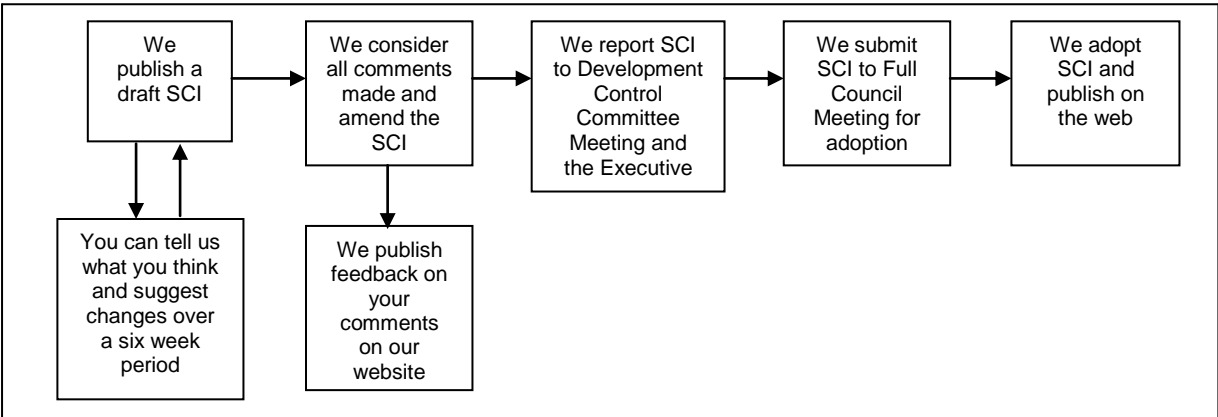 We
publish a
draft SCI
We consider
all comments
made and
amend the
SCI
We report SCI
to Development
Control
Committee
Meeting and
the Executive
We submit
SCI to Full
Council
Meeting for
adoption
We adopt
SCI and
publish on
the web
You can tell us
what you think
and suggest
changes over
a six week
period
We publish
feedback on
your
comments
on our
website